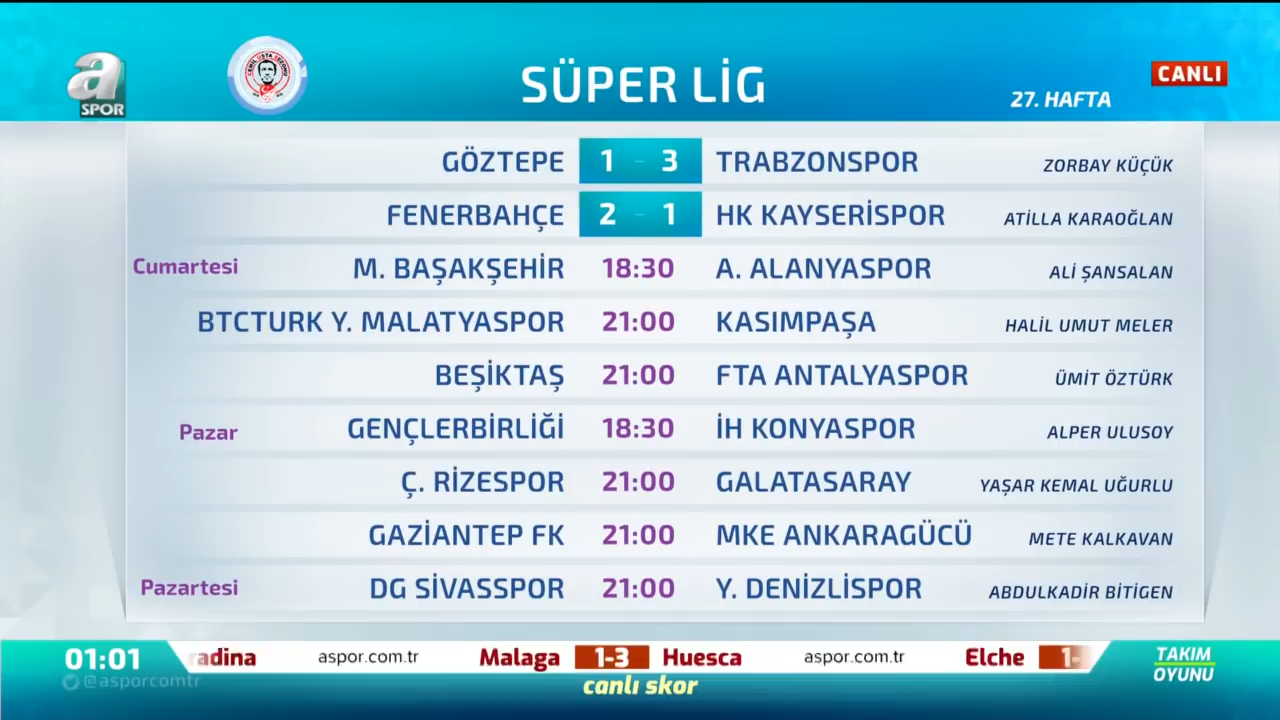 a
SPOR
SÜPER LİG
CANLI
27. HAFTA
GÖZTEPE 1 - 3 TRABZONSPOR ZORBAY KÜÇÜK
FENERBAHÇE 2 - 1 HK KAYSERİSPOR ATİLLA KARAOĞLAN
Cumartesi M. BAŞAKŞEHİR 18:30 A. ALANYASPOR ALİ ŞANSALAN
BTCTURK Y. MALATYASPOR 21:00 KASIMPAŞA HALİL UMUT MELER
BEŞİKTAŞ 21:00 FTA ANTALYASPOR ÜMİT ÖZTÜRK
Pazar GENÇLERBİRLİĞİ 18:30 İH KONYASPOR ALPER ULUSOY
Ç. RİZESPOR 21:00 GALATASARAY YAŞAR KEMAL UĞURLU
GAZİANTEP FK 21:00 MKE ANKARAGÜCÜ METE KALKAVAN
Pazartesi DG SİVASSPOR 21:00 Y. DENİZLİSPOR ABDULKADİR BİTİGEN
01:01 radina aspor.com.tr Malaga 1-3 Huesca aspor.com.tr Elche 1- TAKIM
@asporcomtr canlı skor OYUNU